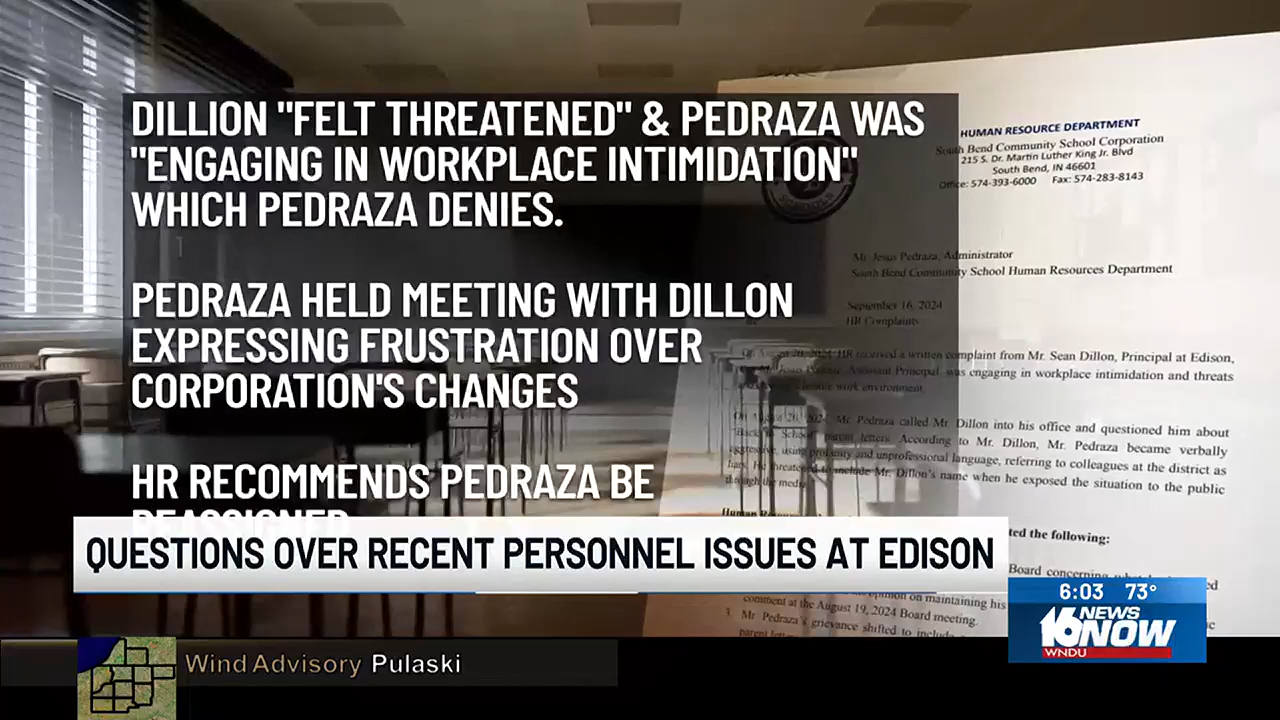 DILLION "FELT THREATENED" & PEDRAZA WAS
"ENGAGING IN WORKPLACE INTIMIDATION"
WHICH PEDRAZA DENIES.
PEDRAZA HELD MEETING WITH DILLON
EXPRESSING FRUSTRATION OVER
CORPORATION'S CHANGES
HR RECOMMENDS PEDRAZA BE
REASSIGNED
HUMAN RESOURCE DEPARTMENT
South Bend Community School Corporation
215 S. Dr. Martin Luther King Jr. Blvd
South Bend, IN 46601
Office: 574-393-6000 Fax: 574-283-8143
Mr. Jesus Pedraza, Administrator
South Bend Community School Human Resources Department
September 16, 2024
HR Complaints
HR received a written complaint from Mr. Sean Dillon, Principal at Edison,
Assistant Principal, was engaging in workplace intimidation and threats
work environment.
On August 20, 2024, Mr. Pedraza called Mr. Dillon into his office and questioned him about
"Back to School" parent letters. According to Mr. Dillon, Mr. Pedraza became verbally
aggressive, using profanity and unprofessional language, referring to colleagues at the district as
He threatened to include Mr. Dillon's name when he exposed the situation to the public
through the media
Human
ted the following:
Board concerning
opinion on maintaining his
comment at the August 19, 2024 Board meeting.
3. Mr Pedraza's grievance shifted to include
parent
QUESTIONS OVER RECENT PERSONNEL ISSUES AT EDISON
6:03 73°
16 NEWS
NOW
WNDU
Wind Advisory Pulaski